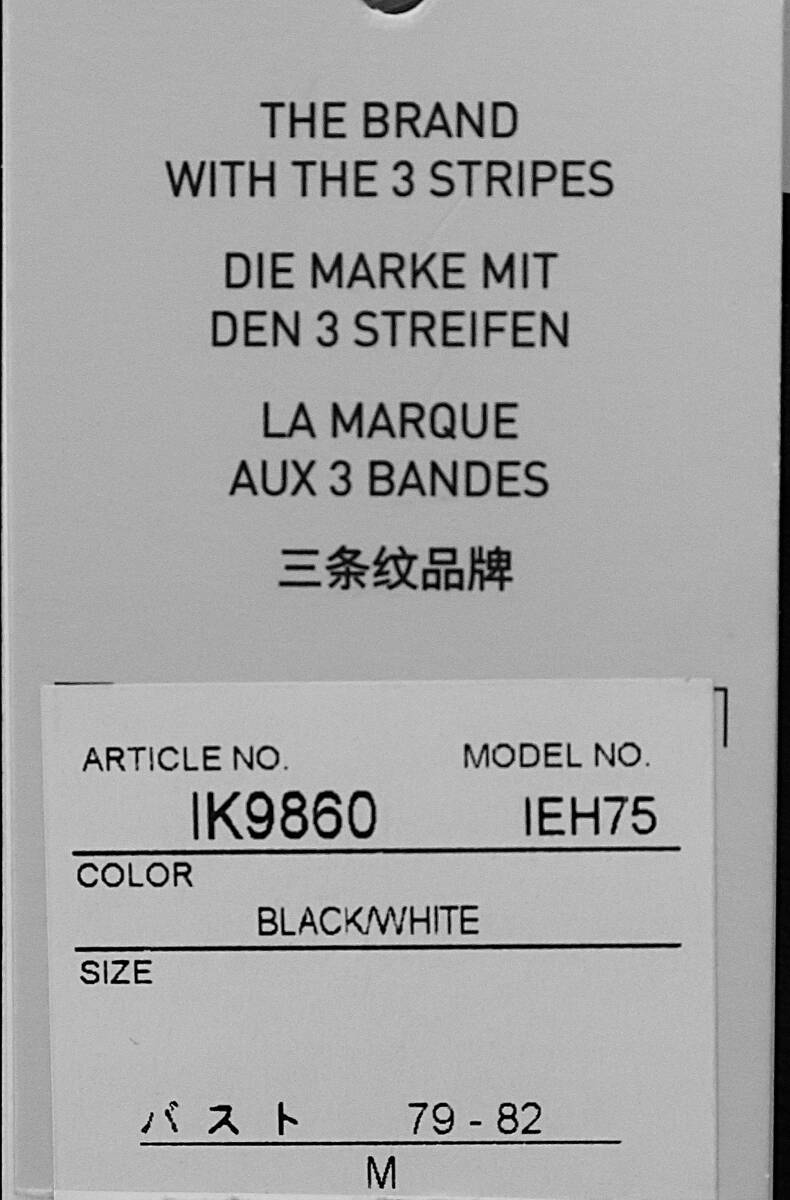 THE BRAND
WITH THE 3 STRIPES
DIE MARKE MIT
DEN 3 STREIFEN
LA MARQUE
AUX 3 BANDES
三条纹品牌
ARTICLE NO. MODEL NO.
IK9860 IEH75
COLOR
BLACK/WHITE
SIZE
バスト 79 - 82
M